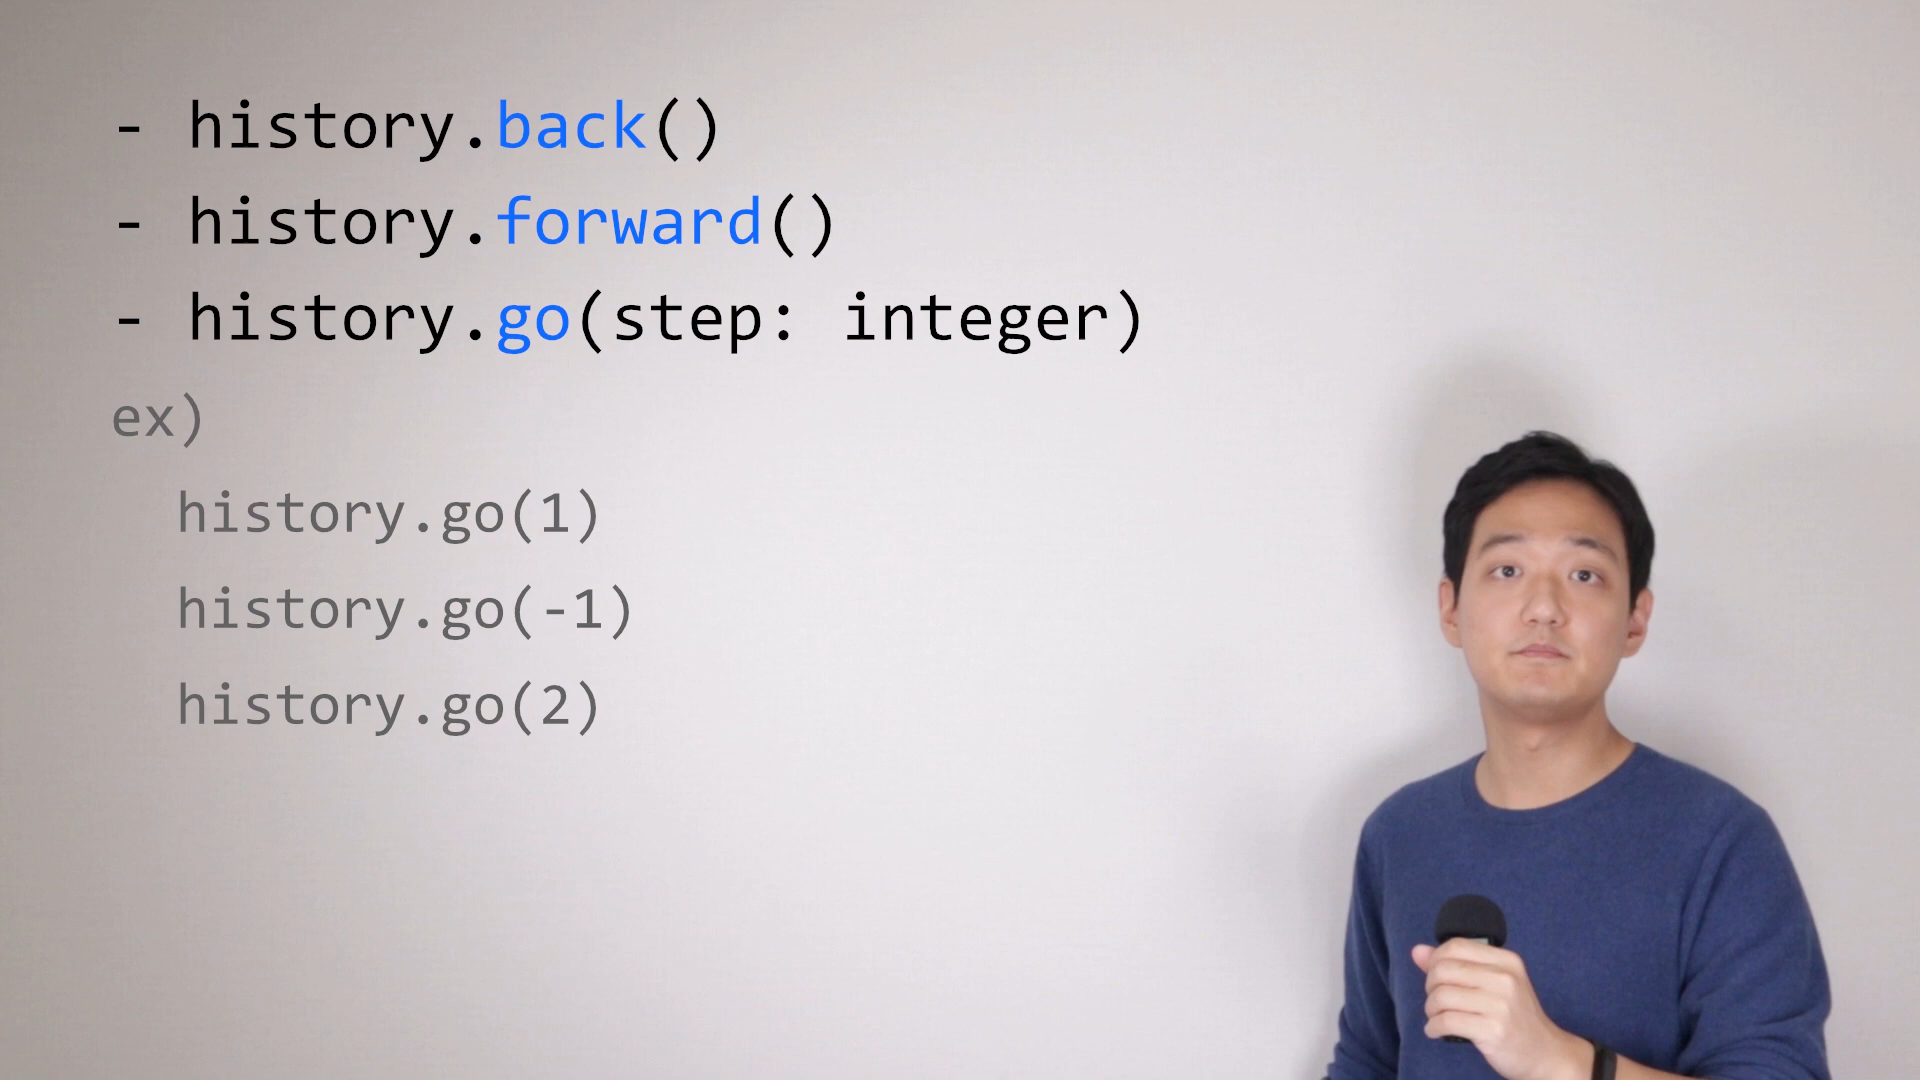 - history.back()
- history.forward()
- history.go(step: integer)
ex)
history.go(1)
history.go(-1)
history.go(2)